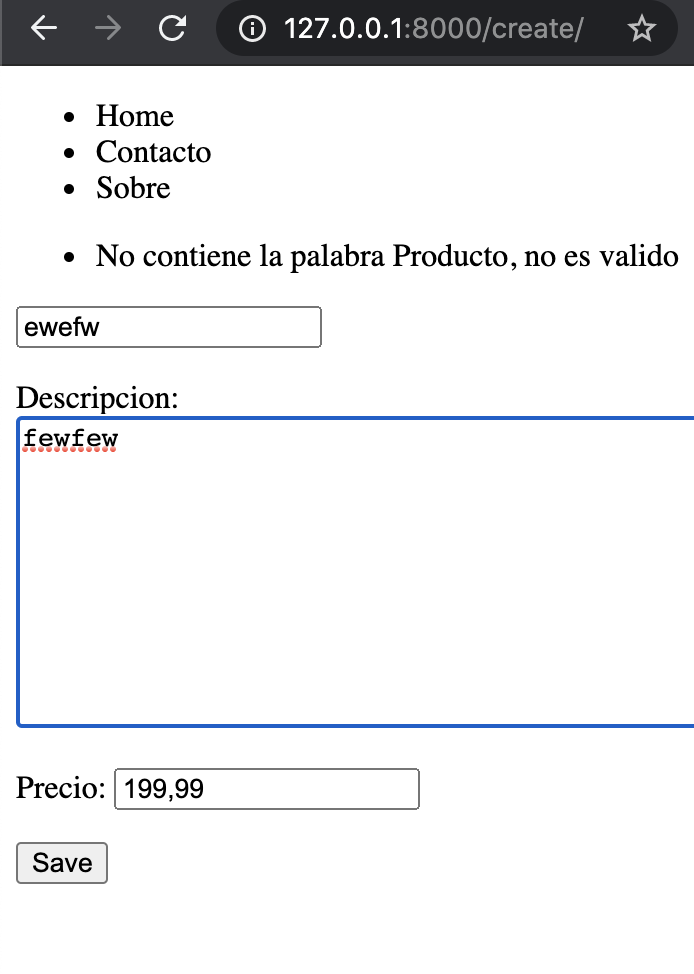 127.0.0.1:8000/create/
Home
Contacto
Sobre
No contiene la palabra Producto, no es valido
ewefw
Descripcion:
fewfew
Precio: 199,99
Save